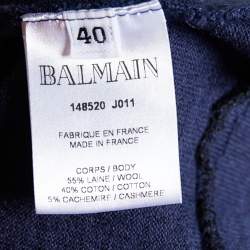 40
BALMAIN
148520 J011
FABRIQUE EN FRANCE
MADE IN FRANCE
CORPS / BODY
55% LAINE / WOOL
40% COTON / COTTON
5% CACHEMIRE / CASHMERE